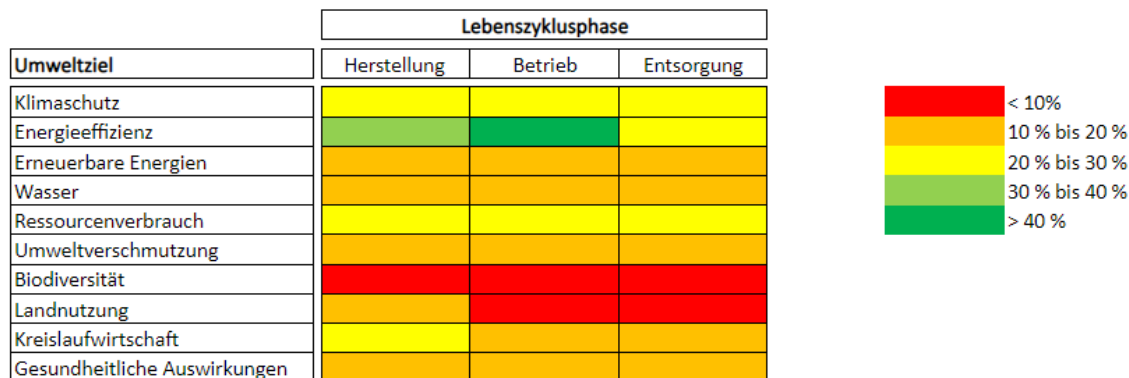 Lebenszyklusphase
Umweltziel Herstellung Betrieb Entsorgung
Klimaschutz
Energieeffizienz
Erneuerbare Energien
Wasser
Ressourcenverbrauch
Umweltverschmutzung
Biodiversität
Landnutzung
Kreislaufwirtschaft
Gesundheitliche Auswirkungen
< 10%
10 % bis 20 %
20 % bis 30 %
30 % bis 40 %
> 40 %